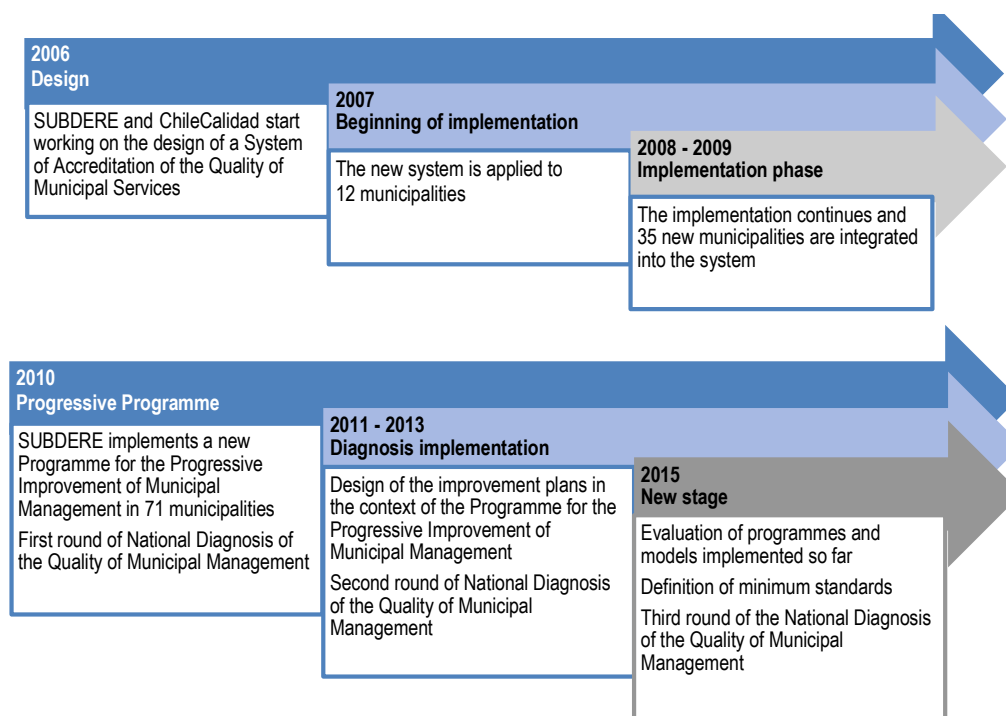 2006
Design
SUBDERE and ChileCalidad start
working on the design of a System
of Accreditation of the Quality of
Municipal Services
2007
Beginning of implementation
The new system is applied to
12 municipalities
2008 - 2009
Implementation phase
The implementation continues and
35 new municipalities are integrated
into the system
2010
Progressive Programme
SUBDERE implements a new
Programme for the Progressive
Improvement of Municipal
Management in 71 municipalities
First round of National Diagnosis of
the Quality of Municipal Management
2011 - 2013
Diagnosis implementation
Design of the improvement plans in
the context of the Programme for the
Progressive Improvement of
Municipal Management
Second round of National Diagnosis
of the Quality of Municipal
Management
2015
New stage
Evaluation of programmes and
models implemented so far
Definition of minimum standards
Third round of the National Diagnosis
of the Quality of Municipal
Management